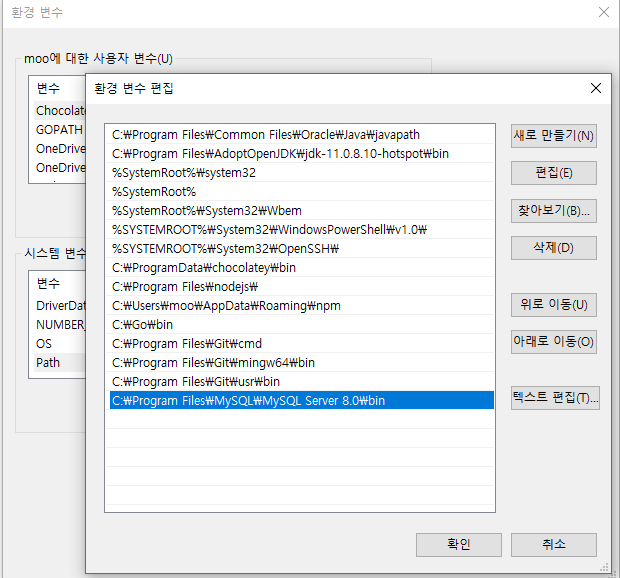 환경 변수
moo에 대한 사용자 변수(U)
변수
Chocolate
GOPATH
OneDrive
OneDrive
시스템 변수
변수
DriverDat
NUMBER_
OS
Path
환경 변수 편집
C:₩Program Files₩Common Files₩Oracle₩Java₩javapath
C:₩Program Files₩AdoptOpenJDK₩jdk-11.0.8.10-hotspot₩bin
%SystemRoot%₩system32
%SystemRoot%
%SystemRoot%₩System32₩Wbem
%SYSTEMROOT%₩System32₩WindowsPowerShell₩v1.0₩
%SYSTEMROOT%₩System32₩OpenSSH₩
C:₩ProgramData₩chocolatey₩bin
C:₩Program Files₩nodejs₩
C:₩Users₩moo₩AppData₩Roaming₩npm
C:₩Go₩bin
C:₩Program Files₩Git₩cmd
C:₩Program Files₩Git₩mingw64₩bin
C:₩Program Files₩Git₩usr₩bin
C:₩Program Files₩MySQL₩MySQL Server 8.0₩bin
새로 만들기(N)
편집(E)
찾아보기(B)...
삭제(D)
위로 이동(U)
아래로 이동(O)
텍스트 편집(T)...
확인
취소